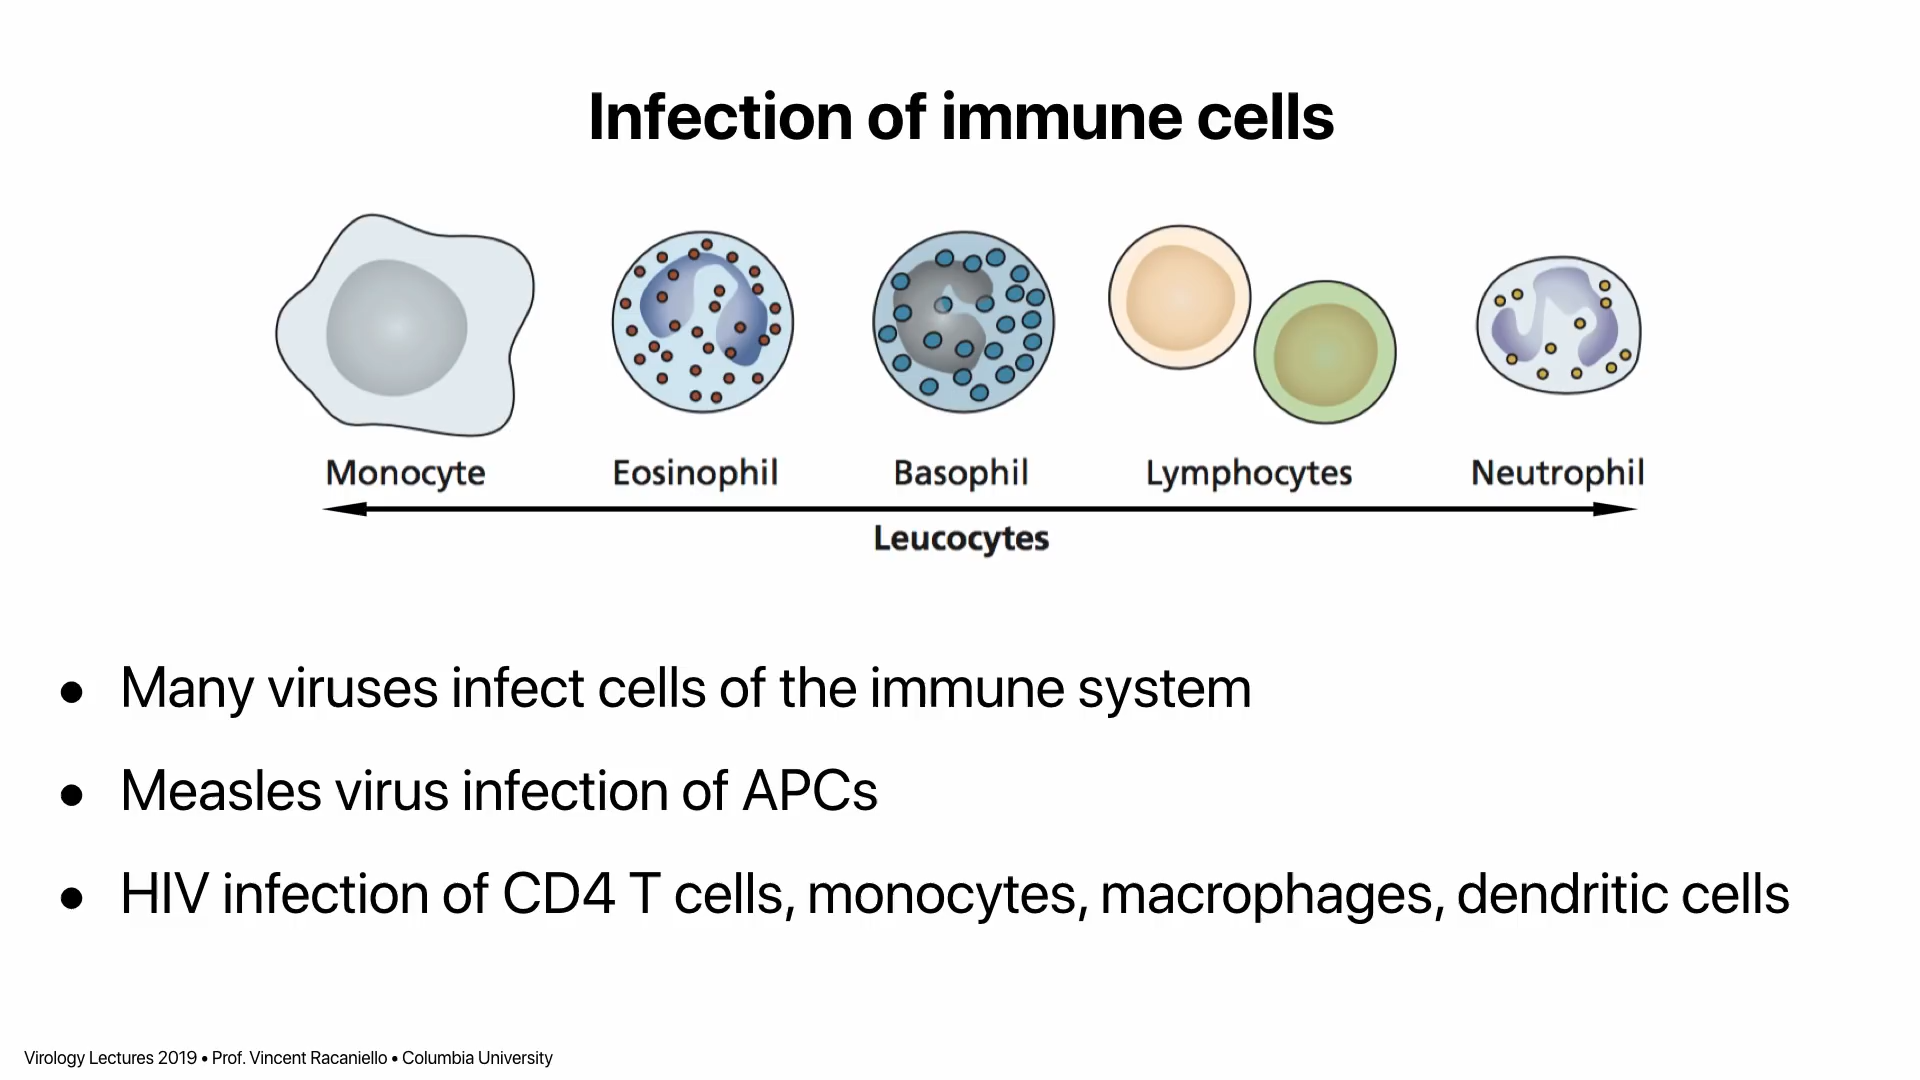 Infection of immune cells
Monocyte Eosinophil Basophil Lymphocytes Neutrophil
Leucocytes
• Many viruses infect cells of the immune system
• Measles virus infection of APCs
• HIV infection of CD4 T cells, monocytes, macrophages, dendritic cells
Virology Lectures 2019 • Prof. Vincent Racaniello • Columbia University